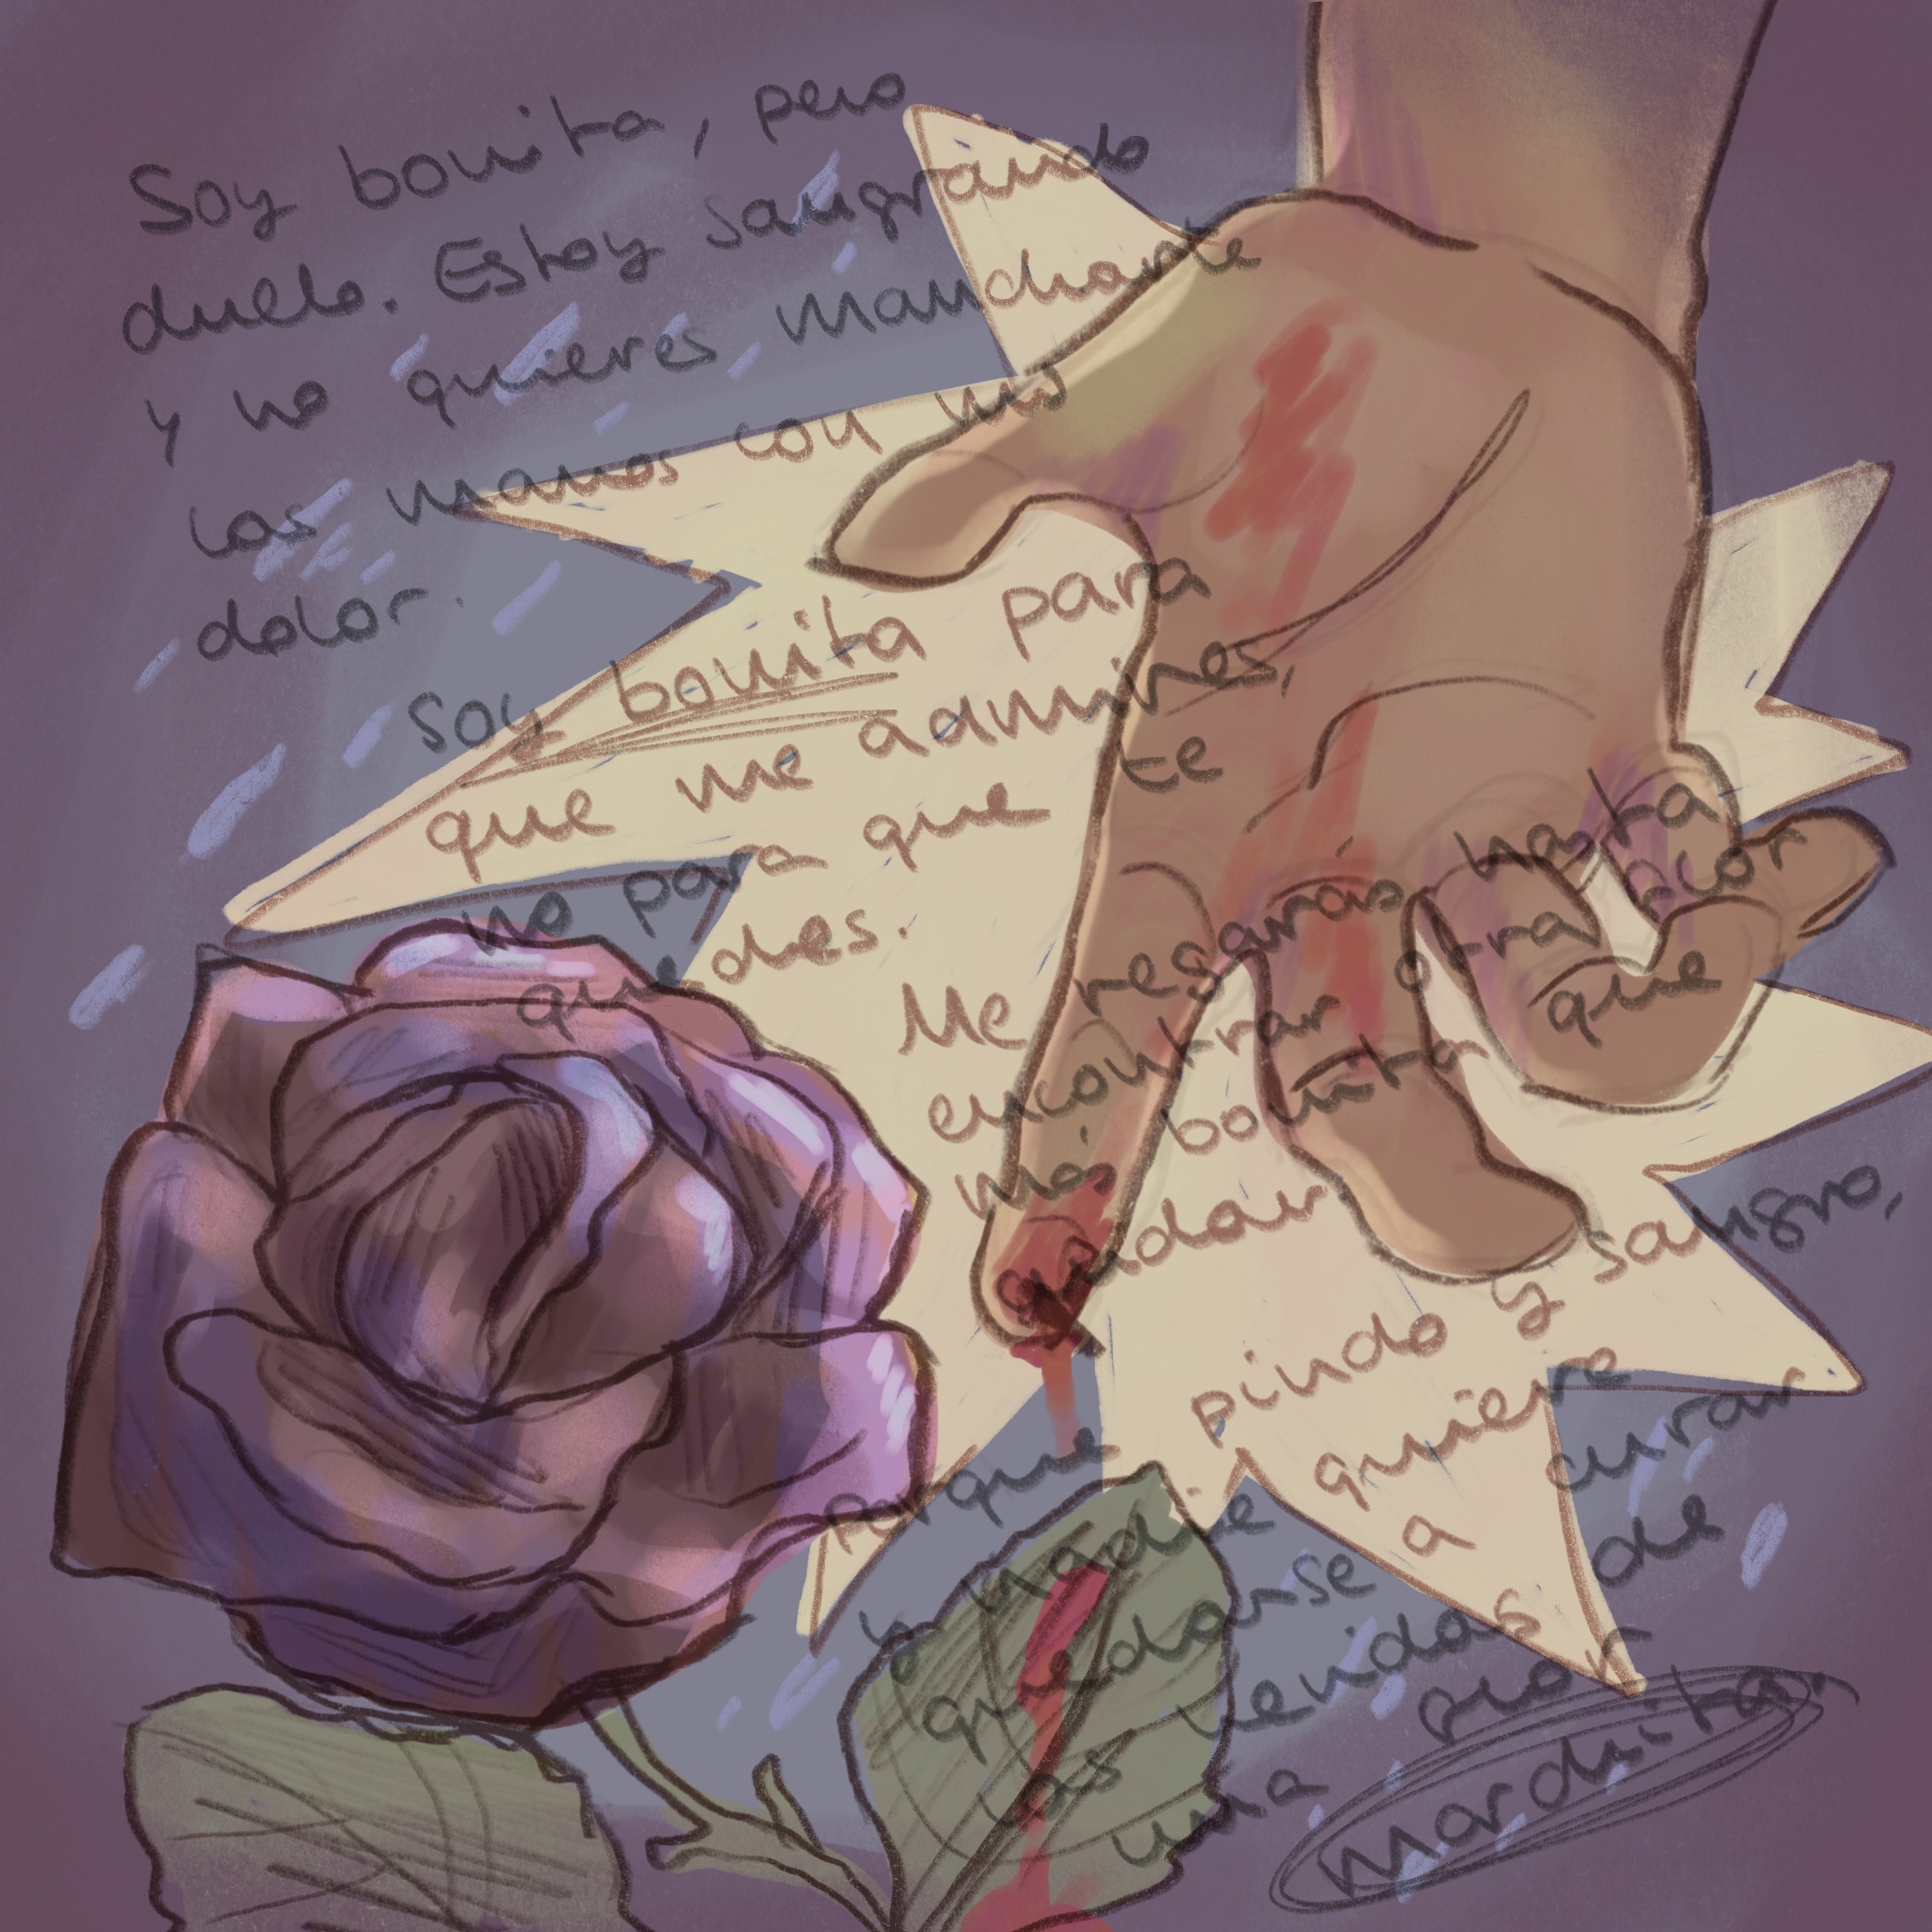 Soy bonita, pero
duelo. Estoy sangrando
y no quieres mancharte
las manos con mi
dolor.
Soy bonita para
que me admires,
no para que te
quedes.
Me regarás hasta
encontrar otra flor
más bonita que
cuidar
Porque pincho y sangro,
y nadie quiere
quedarse a curar
las heridas de
una flor
marchita